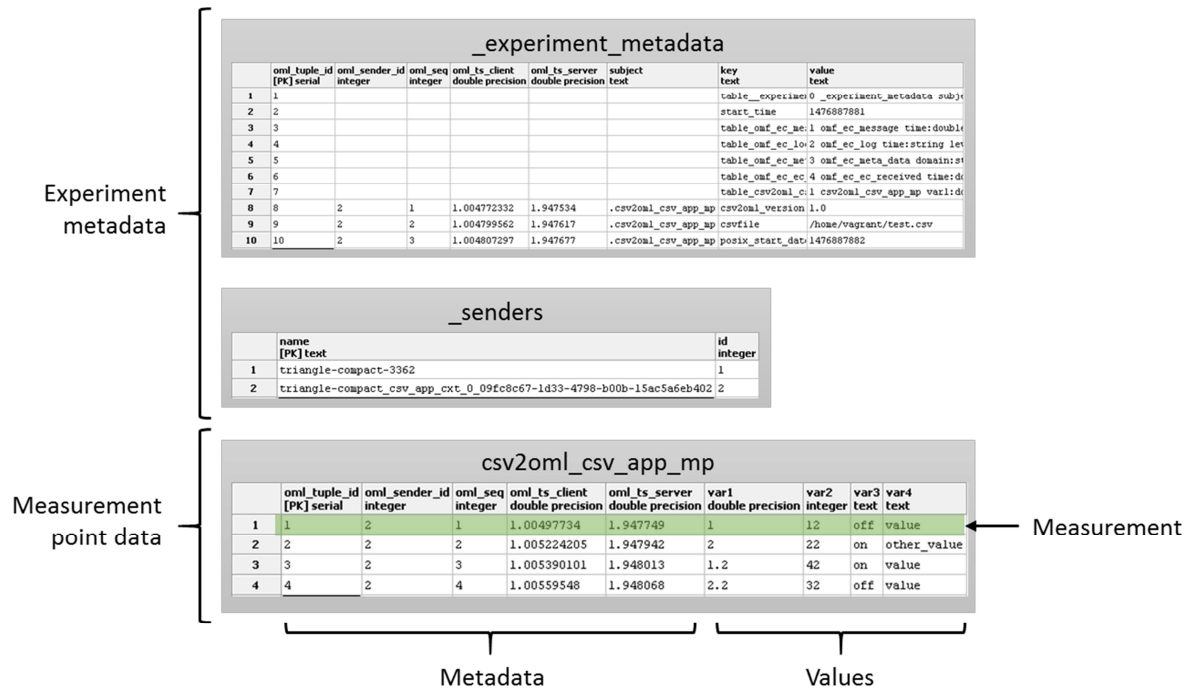 _experiment_metadata
oml_tuple_id oml_sender_id oml_seq oml_ts_client oml_ts_server subject key value
[PK] serial integer integer double precision double precision text text text
1 1 table__experimen 0 _experiment_metadata subje
2 2 start_time 1476887881
3 3 table_omf_ec_me 1 omf_ec_message time:double
4 4 table_omf_ec_lo 2 omf_ec_log time:string lev
5 5 table_omf_ec_me 3 omf_ec_meta_data domain:st
6 6 table_omf_ec_ec_ 4 omf_ec_ec_received time:do
7 7 table_csv2oml_c 1 csv2oml_csv_app_mp var1:do
8 8 2 1 1.004772332 1.947534 .csv2oml_csv_app_mp csv2oml_version 1.0
9 9 2 2 1.004799562 1.947617 .csv2oml_csv_app_mp csvfile /home/vagrant/test.csv
10 10 2 3 1.004807297 1.947677 .csv2oml_csv_app_mp posix_start_dat 1476887882
Experiment
metadata
_senders
name id
[PK] text integer
1 triangle-compact-3362 1
2 triangle-compact_csv_app_cxt_0_09fc8c67-1d33-4798-b00b-15ac5a6eb402 2
csv2oml_csv_app_mp
oml_tuple_id oml_sender_id oml_seq oml_ts_client oml_ts_server var1 var2 var3 var4
[PK] serial integer integer double precision double precision double precision integer text text
1 1 2 1 1.00497734 1.947749 1 12 off value
2 2 2 2 1.005224205 1.947942 2 22 on other_value
3 3 2 3 1.005390101 1.948013 1.2 42 on value
4 4 2 4 1.00559548 1.948068 2.2 32 off value
Measurement
point data
Measurement
Metadata
Values